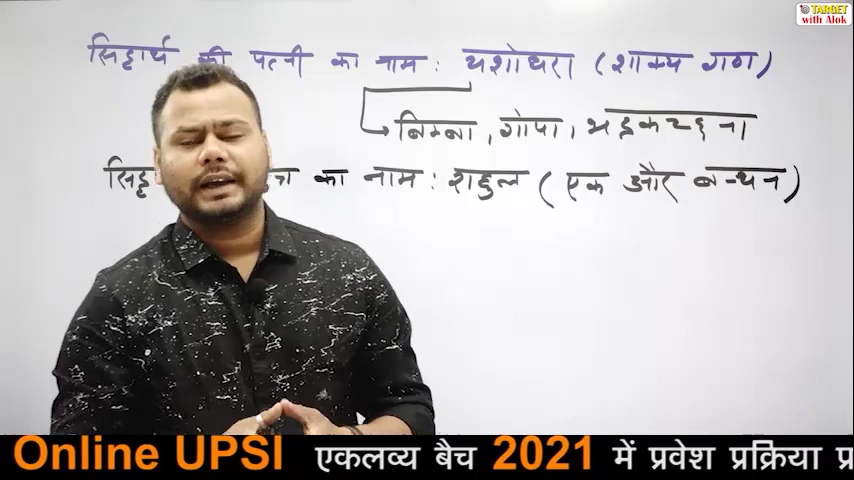 TARGET
with Alok
सिद्धार्थ की पत्नी का नाम : यशोधरा (शाक्य गण)
बिम्बा, गोपा, भद्रकच्छना
का नाम : राहुल (एक और बन्धन)
Online UPSI एकलव्य बैच 2021 में प्रवेश प्रक्रिया